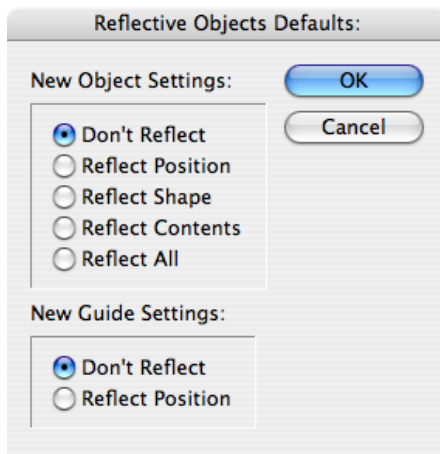 Reflective Objects Defaults:
New Object Settings:
OK
Cancel
Don't Reflect
Reflect Position
Reflect Shape
Reflect Contents
Reflect All
New Guide Settings:
Don't Reflect
Reflect Position